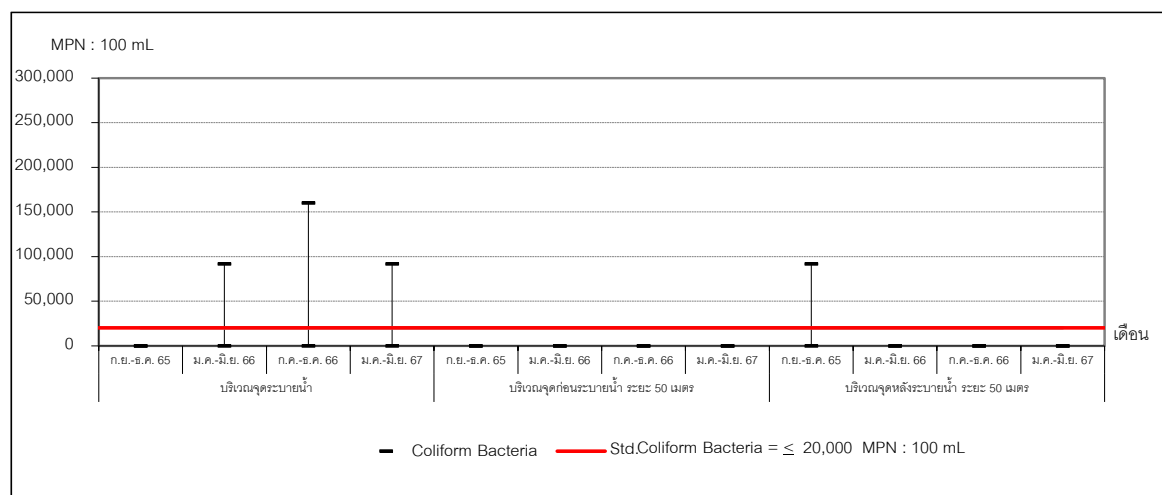 MPN : 100 mL
300,000
250,000
200,000
150,000
100,000
50,000
0
เดือน
ก.ย.-ธ.ค. 65 ม.ค.-มิ.ย. 66 ก.ค.-ธ.ค. 66 ม.ค.-มิ.ย. 67 ก.ย.-ธ.ค. 65 ม.ค.-มิ.ย. 66 ก.ค.-ธ.ค. 66 ม.ค.-มิ.ย. 67 ก.ย.-ธ.ค. 65 ม.ค.-มิ.ย. 66 ก.ค.-ธ.ค. 66 ม.ค.-มิ.ย. 67
บริเวณจุดระบายน้ำ บริเวณจุดก่อนระบายน้ำ ระยะ 50 เมตร บริเวณจุดหลังระบายน้ำ ระยะ 50 เมตร
Coliform Bacteria Std.Coliform Bacteria = ≤ 20,000 MPN : 100 mL